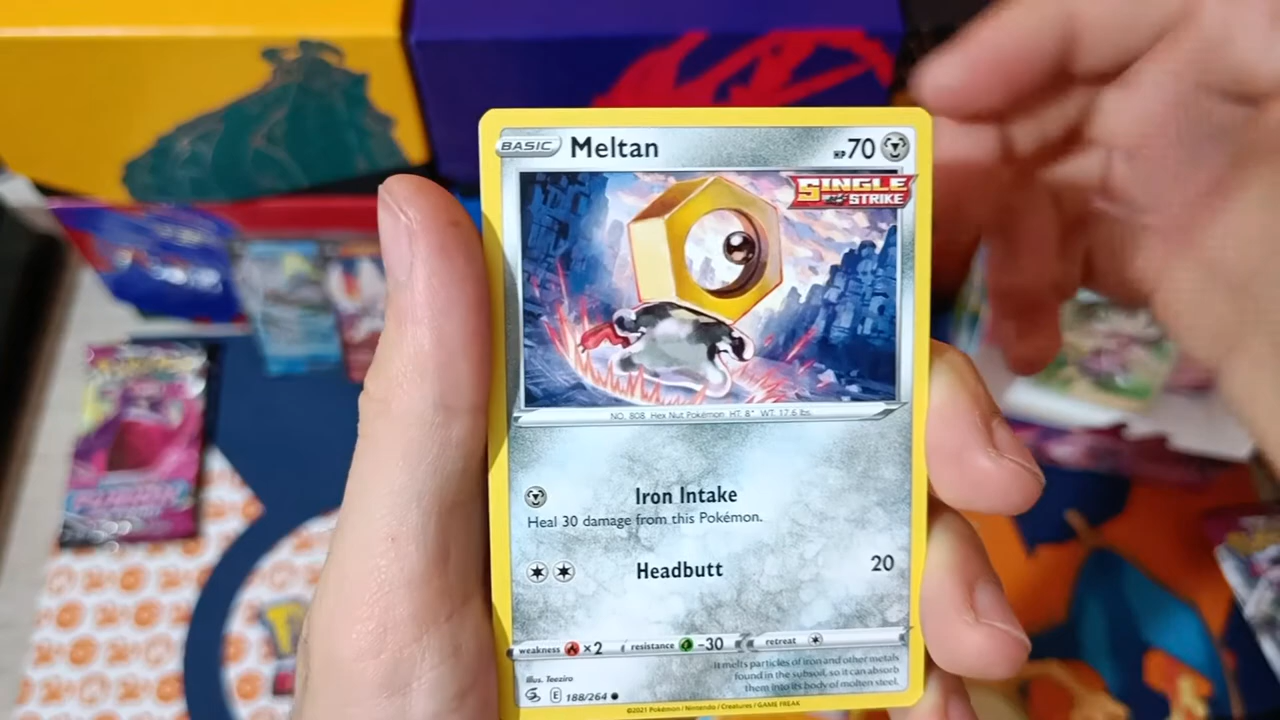 BASIC Meltan HP 70
SINGLE
STRIKE
NO. 808 Hex Nut Pokémon HT: 8" WT: 17.6 lbs.
Iron Intake
Heal 30 damage from this Pokémon.
Headbutt 20
weakness ×2 resistance -30 retreat
It melts particles of iron and other metals
found in the subsoil, so it can absorb
them into its body of molten steel.
Illus. Teeziro
E 188/264
©2021 Pokémon / Nintendo / Creatures / GAME FREAK